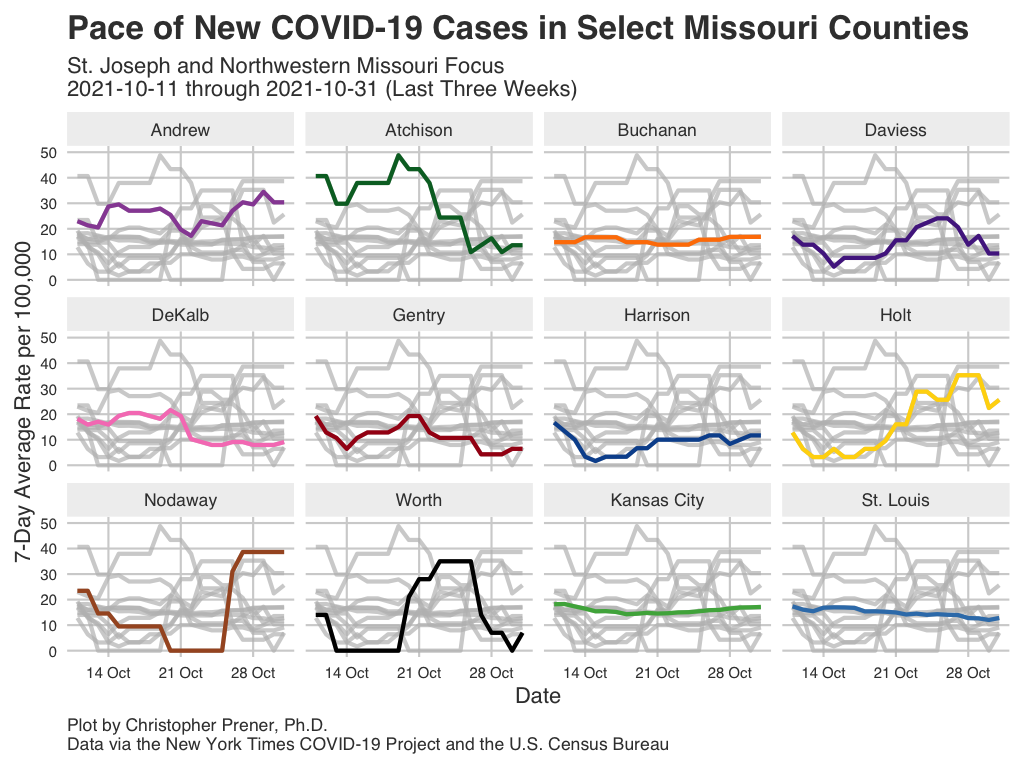 Pace of New COVID-19 Cases in Select Missouri Counties
St. Joseph and Northwestern Missouri Focus
2021-10-11 through 2021-10-31 (Last Three Weeks)
Andrew Atchison Buchanan Daviess
50
40
30
20
10
0
DeKalb Gentry Harrison Holt
50
40
30
20
10
0
Nodaway Worth Kansas City St. Louis
50
40
30
20
10
0
7-Day Average Rate per 100,000
14 Oct 21 Oct 28 Oct 14 Oct 21 Oct 28 Oct 14 Oct 21 Oct 28 Oct 14 Oct 21 Oct 28 Oct
Date
Plot by Christopher Prener, Ph.D.
Data via the New York Times COVID-19 Project and the U.S. Census Bureau